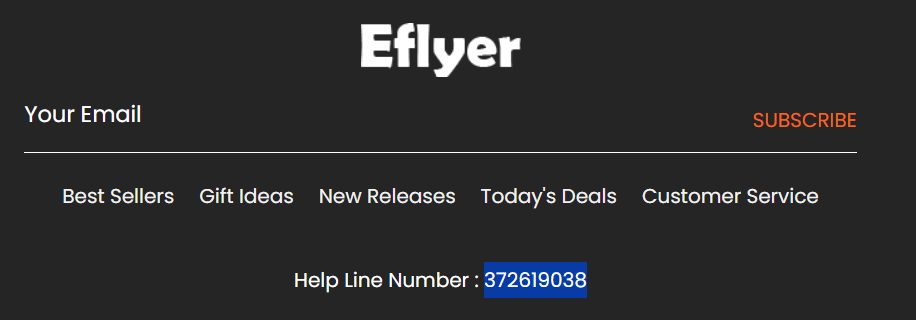 Eflyer
Your Email
SUBSCRIBE
Best Sellers Gift Ideas New Releases Today's Deals Customer Service
Help Line Number : 372619038